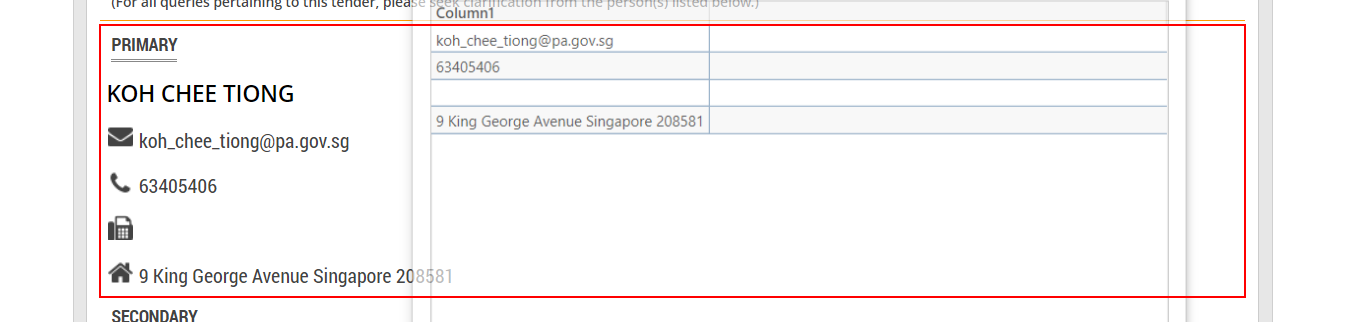 (For all queries pertaining to this tender, please seek clarification from the person(s) listed below.)
Column1
PRIMARY
koh_chee_tiong@pa.gov.sg
63405406
KOH CHEE TIONG
9 King George Avenue Singapore 208581
koh_chee_tiong@pa.gov.sg
63405406
9 King George Avenue Singapore 208581
SECONDARY